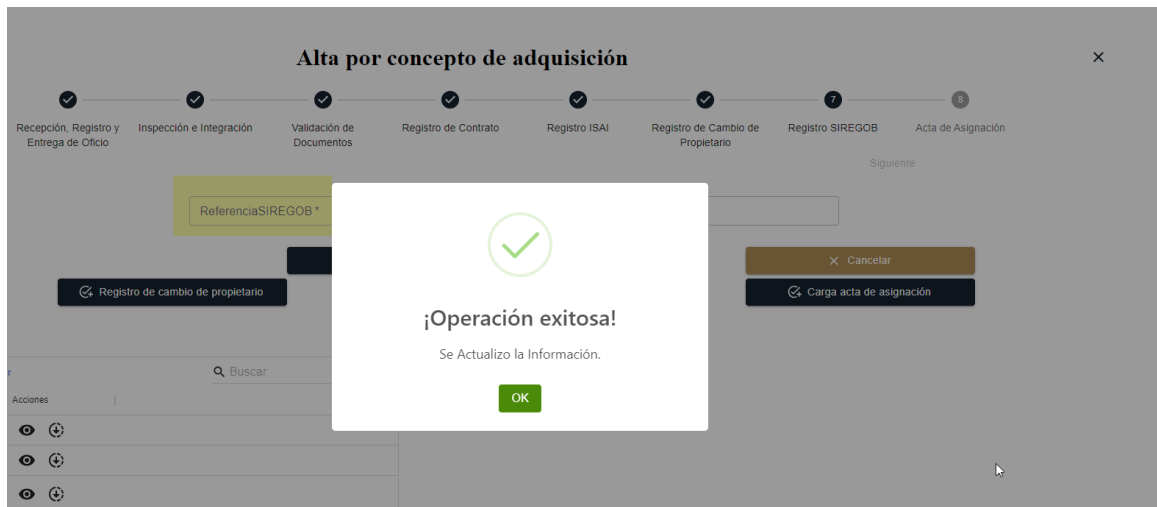 Alta por concepto de adquisición
Recepción, Registro y
Entrega de Oficio
Inspección e Integración
Validación de
Documentos
Registro de Contrato
Registro ISAI
Registro de Cambio de
Propietario
7
Registro SIREGOB
8
Acta de Asignación
Siguiente
ReferenciaSIREGOB *
Cancelar
Registro de cambio de propietario
Carga acta de asignación
¡Operación exitosa!
Se Actualizo la Información.
OK
r
Buscar
Acciones